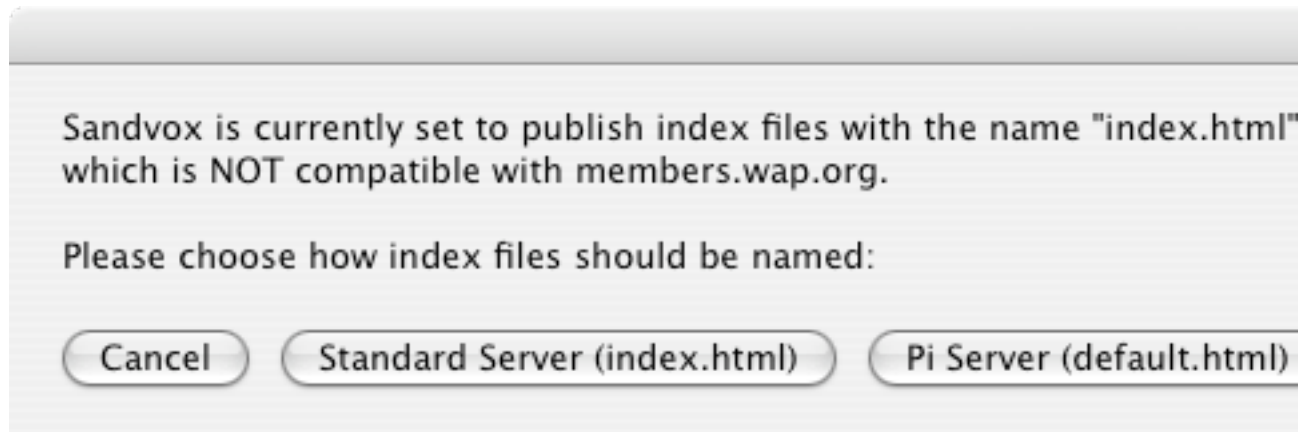 Sandvox is currently set to publish index files with the name "index.html"
which is NOT compatible with members.wap.org.
Please choose how index files should be named:
Cancel
Standard Server (index.html)
Pi Server (default.html)